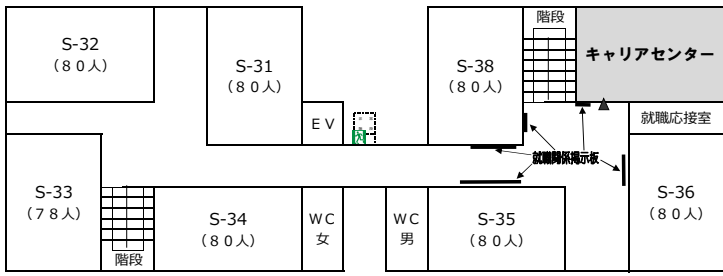 S-32
（80人）
S-31
（80人）
S-38
（80人）
階段
キャリアセンター
EV
就職応接室
就職関係掲示板
S-33
（78人）
階段
S-34
（80人）
WC
女
WC
男
S-35
（80人）
S-36
（80人）